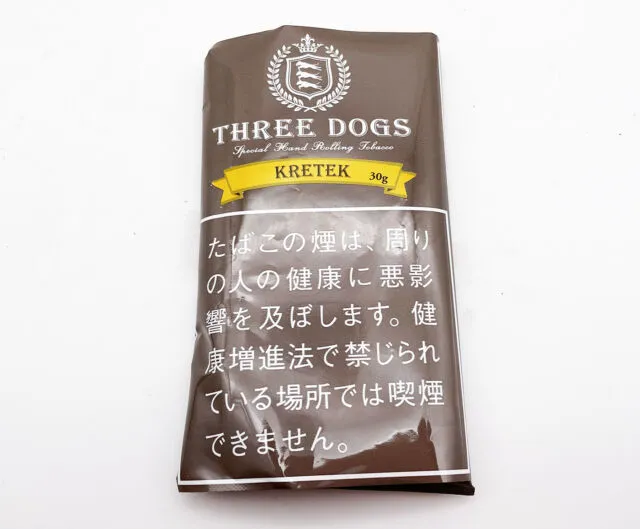 THREE DOGS
Special Hand Rolling Tobacco
KRETEK 30g
たばこの煙は、周り
の人の健康に悪影
響を及ぼします。健
康増進法で禁じられ
ている場所では喫煙
できません。